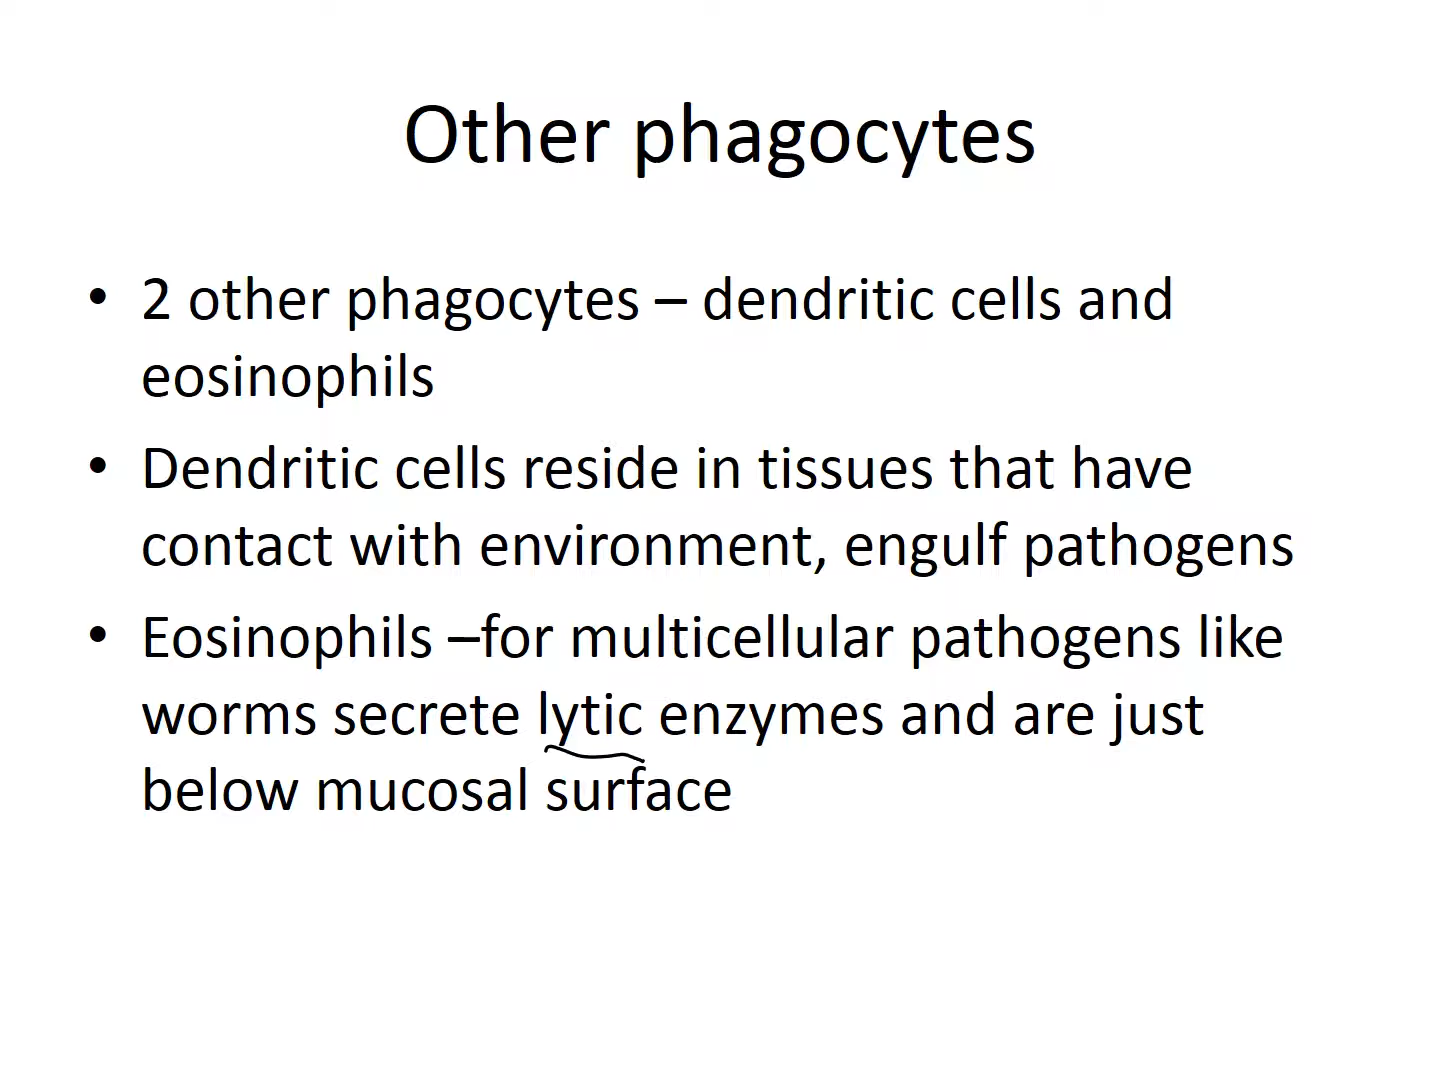 Other phagocytes
• 2 other phagocytes – dendritic cells and
eosinophils
• Dendritic cells reside in tissues that have
contact with environment, engulf pathogens
• Eosinophils –for multicellular pathogens like
worms secrete lytic enzymes and are just
below mucosal surface